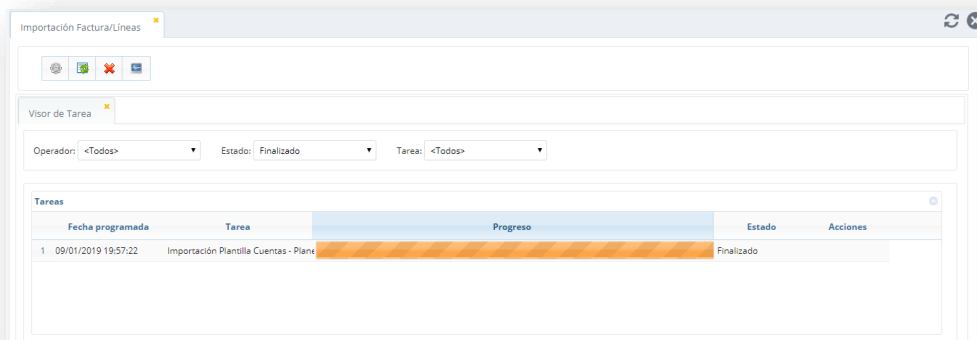 Importación Factura/Líneas
Visor de Tarea
Operador: <Todos> Estado: Finalizado Tarea: <Todos>
Tareas
Fecha programada Tarea Progreso Estado Acciones
1 09/01/2019 19:57:22 Importación Plantilla Cuentas - Plane Finalizado